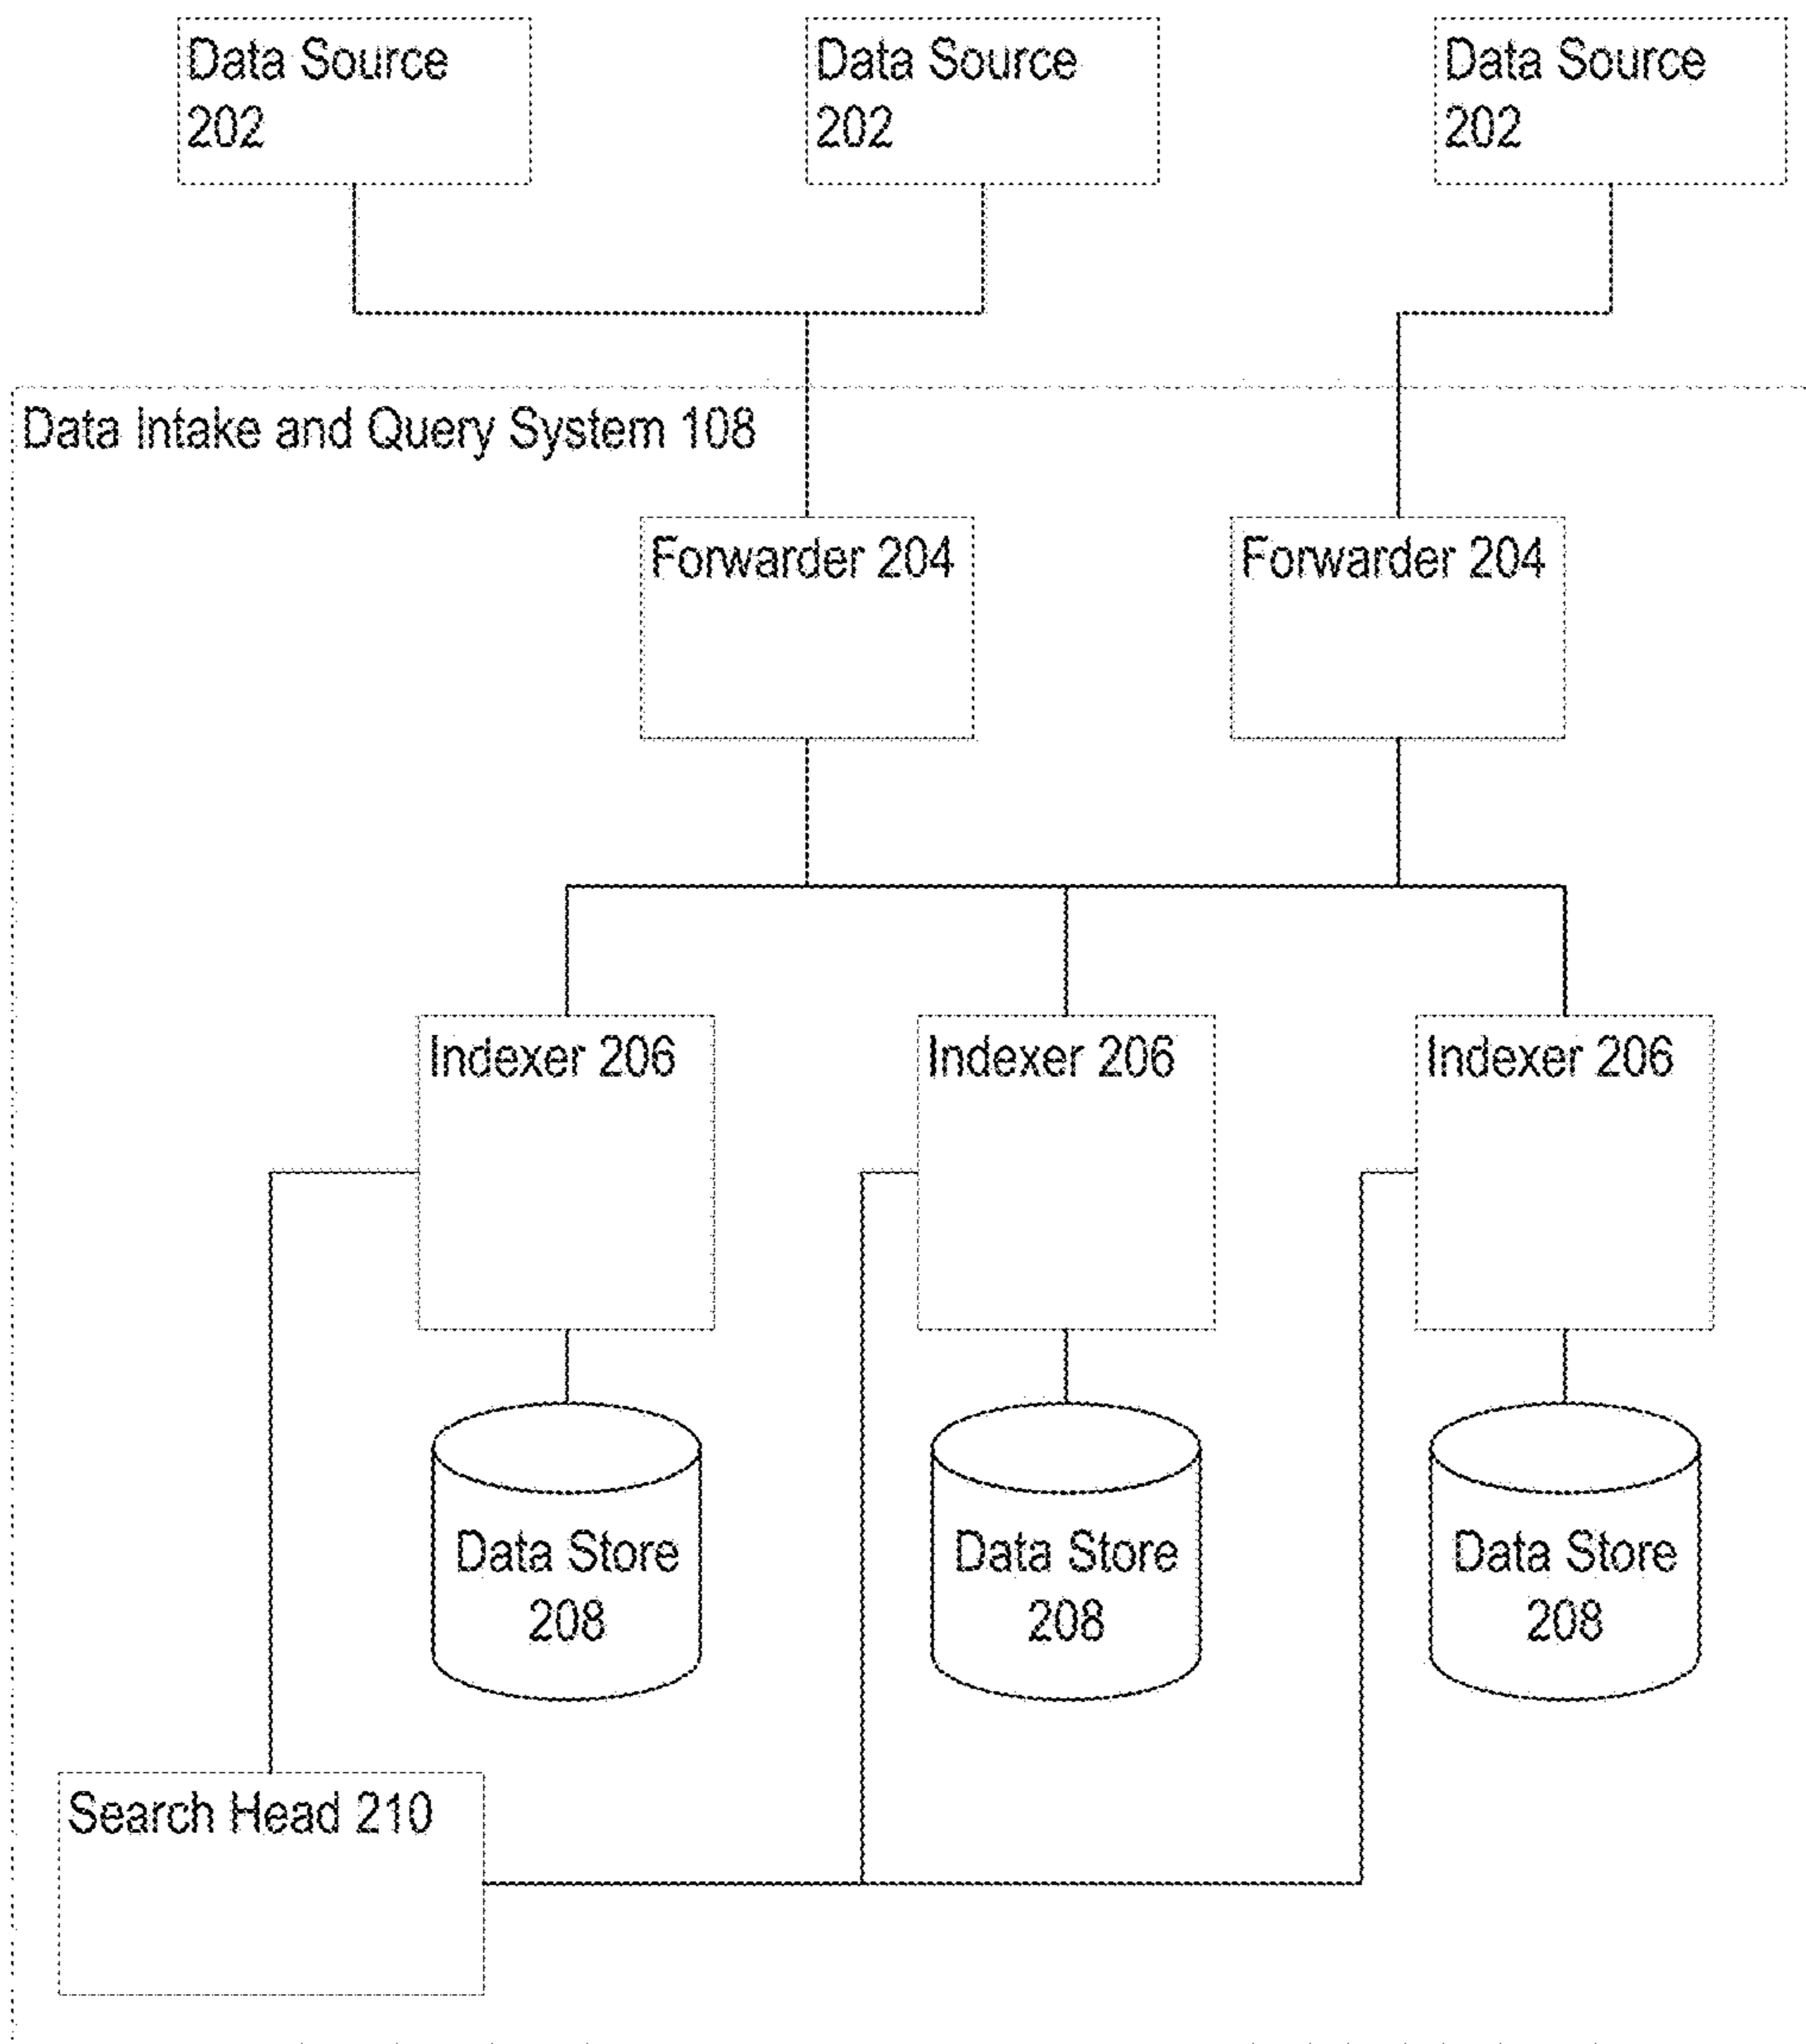 Data Source
202
Data Source
202
Data Source
202
Data Intake and Query System 108
Forwarder 204
Forwarder 204
Indexer 206
Indexer 206
Indexer 206
Data Store
208
Data Store
208
Data Store
208
Search Head 210